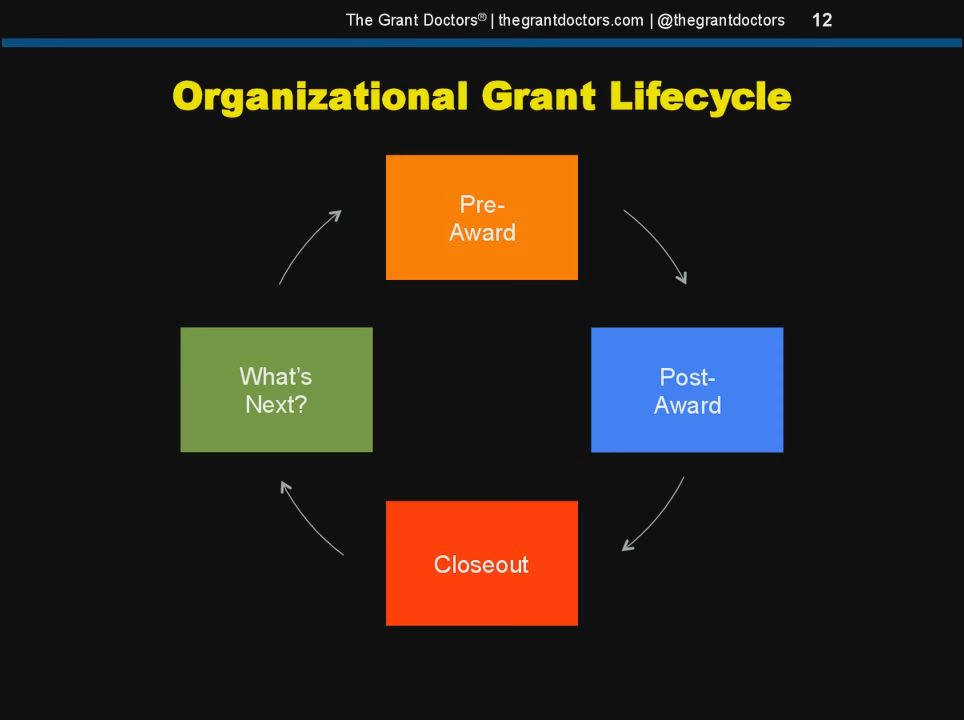 The Grant Doctors® | thegrantdoctors.com | @thegrantdoctors 12
Organizational Grant Lifecycle
Pre-
Award
Post-
Award
Closeout
What’s
Next?